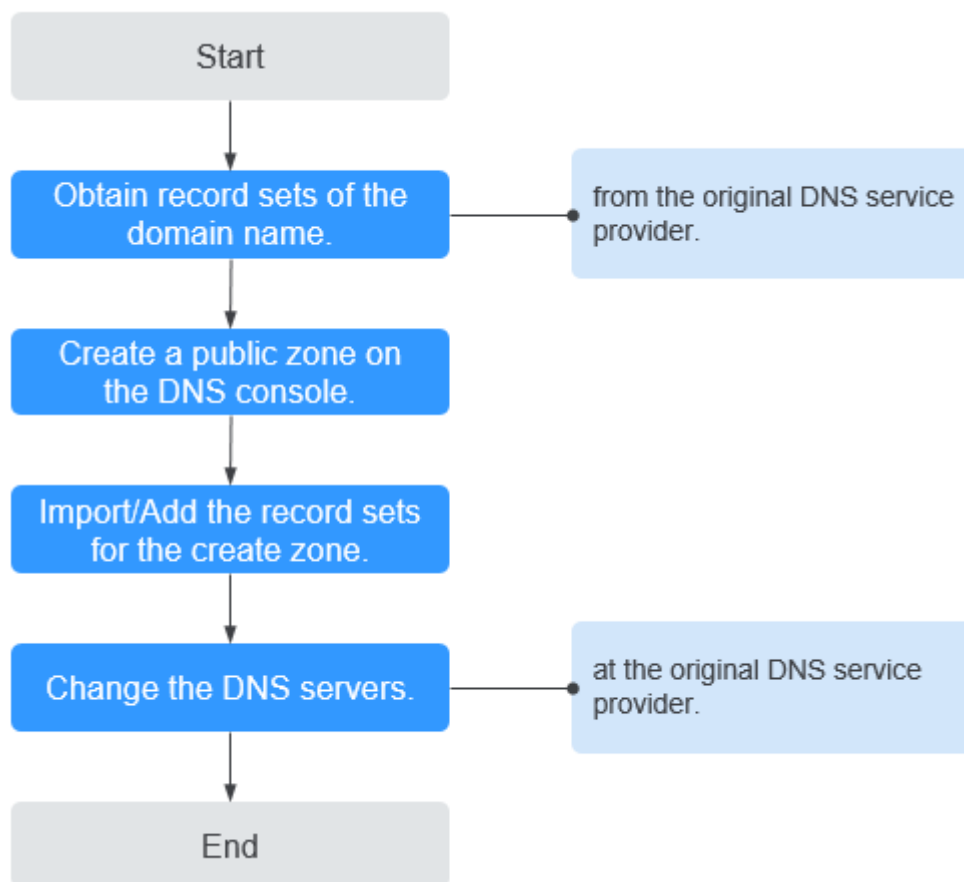 Start
Obtain record sets of the
domain name.
from the original DNS service
provider.
Create a public zone on
the DNS console.
Import/Add the record sets
for the create zone.
Change the DNS servers.
at the original DNS service
provider.
End